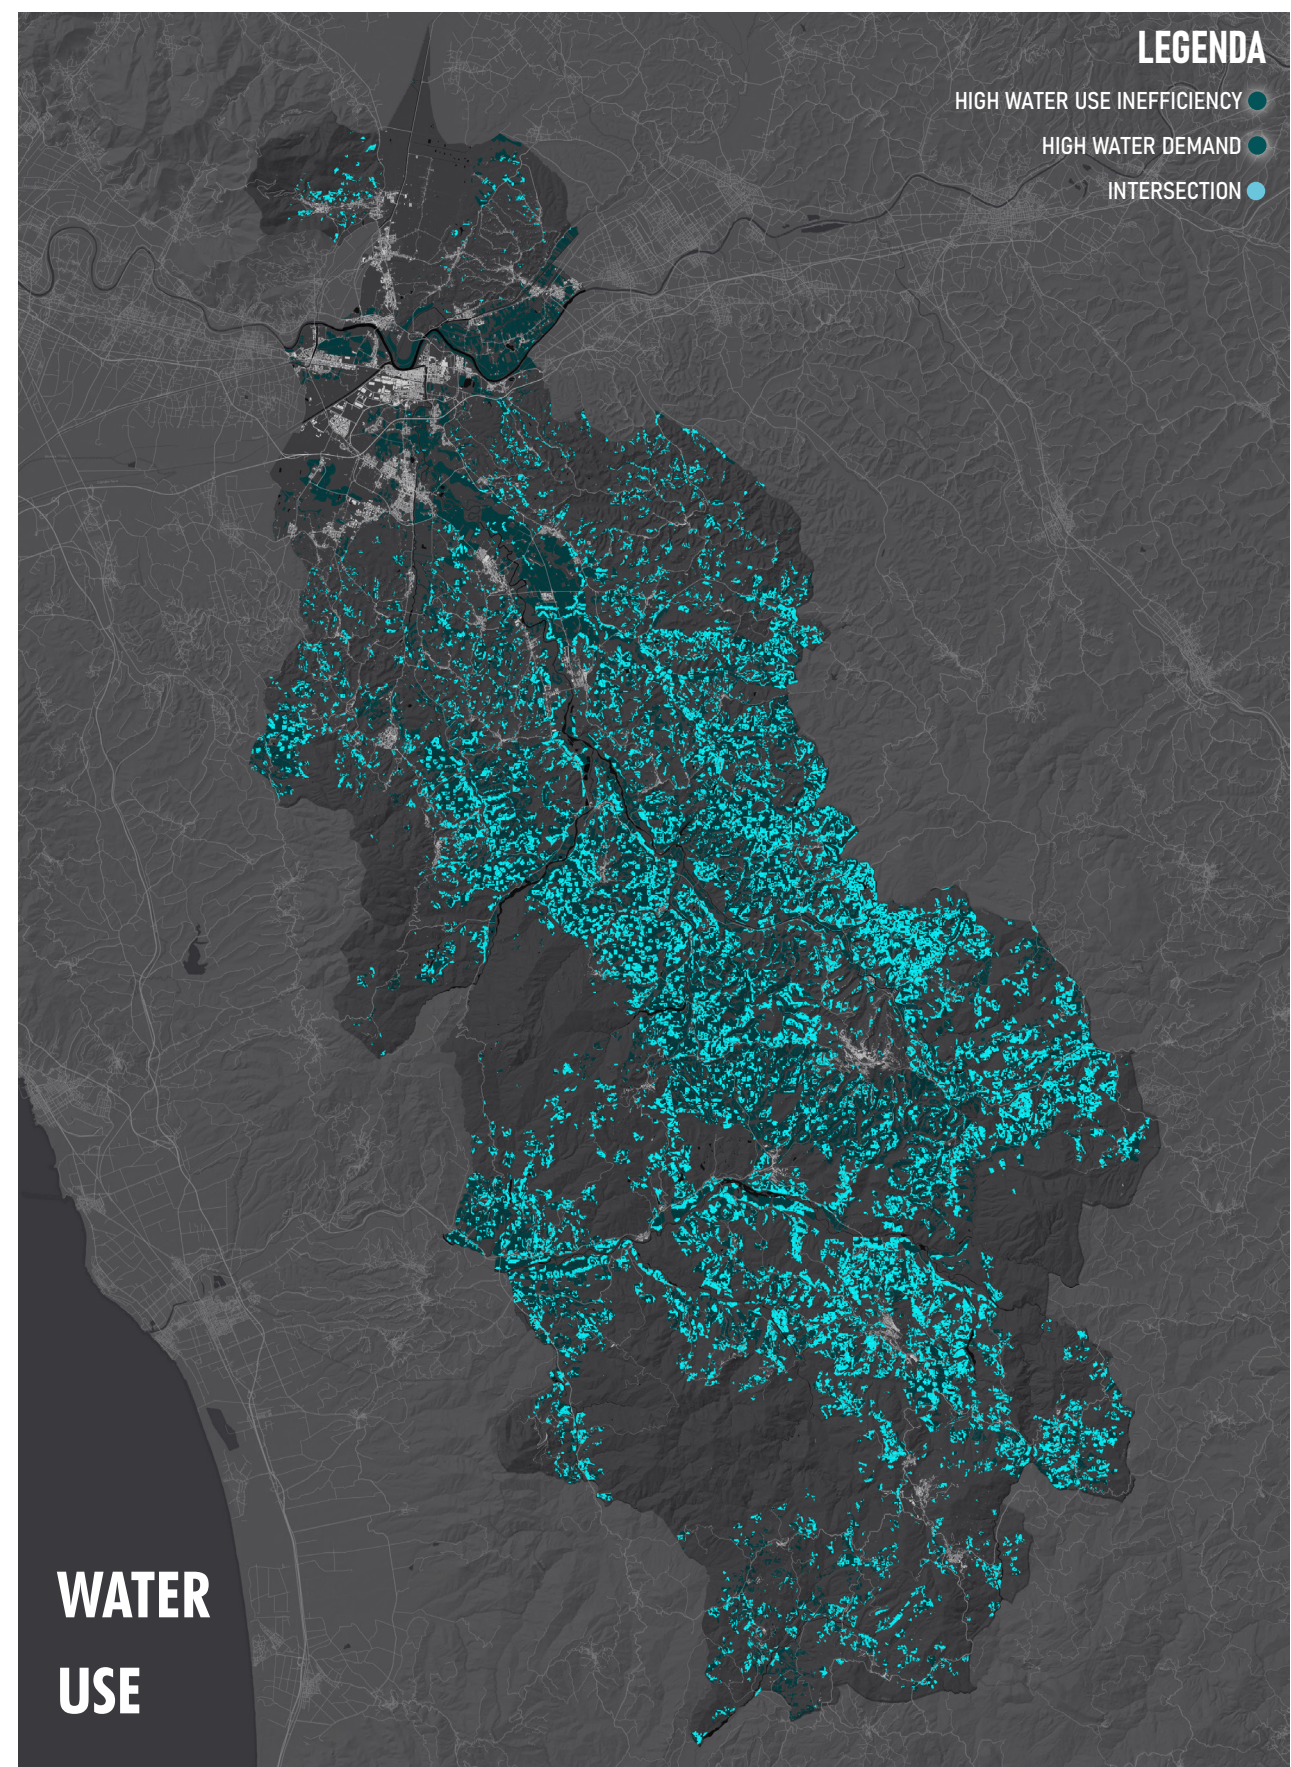 LEGENDA
HIGH WATER USE INEFFICIENCY
HIGH WATER DEMAND
INTERSECTION
WATER
USE